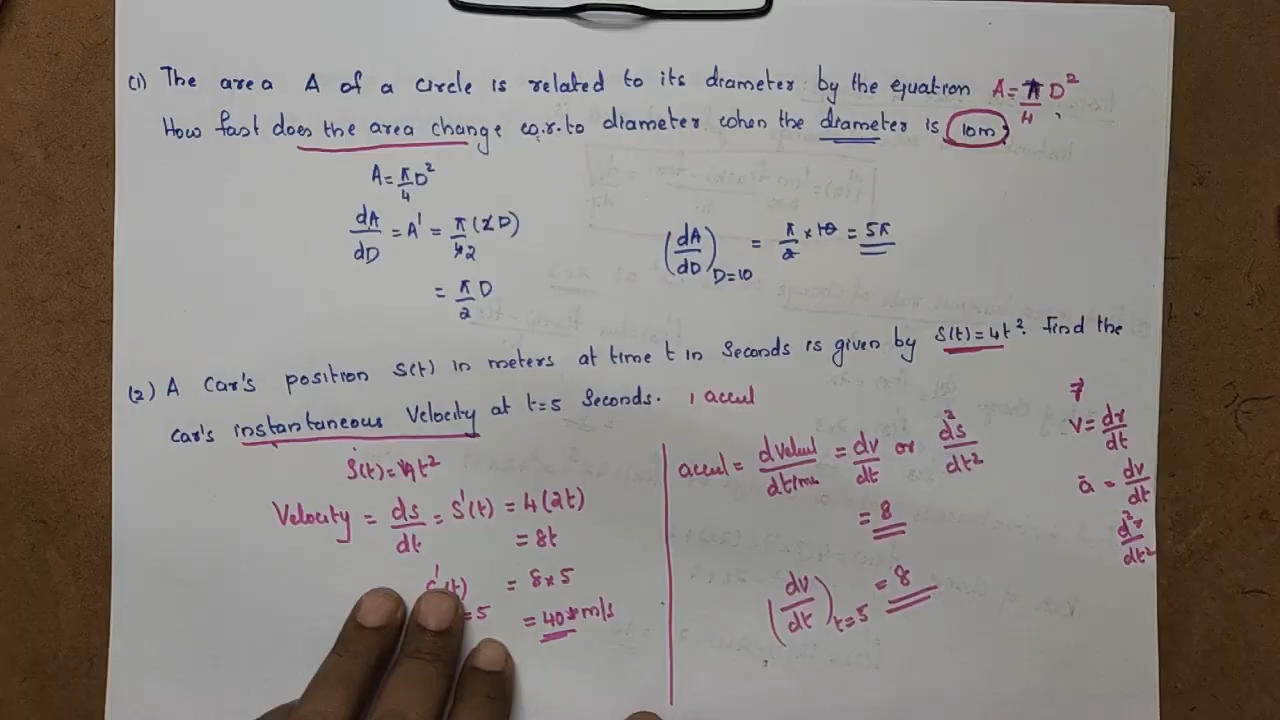 (1) The area A of a circle is related to its diameter by the equation A = π/4 D².
How fast does the area change w.r.to diameter when the diameter is 10m?
A = π/4 D²
dA/dD = A' = π/4 (2D)
2
= π/2 D
(dA/dD) D=10 = π/2 × 10 = 5π
(2) A car's position s(t) in meters at time t in seconds is given by s(t) = 4t². Find the
car's instantaneous velocity at t=5 seconds. , accel
s(t) = 4t²
Velocity = ds/dt = s'(t) = 4(2t)
= 8t
(t) = 8×5
=5 = 40 m/s
accel = = dv/dt or d²s/dt²
= 8
(dv/dt) t=5 = 8
v = dr/dt
ā = dv/dt
d²r/dt²